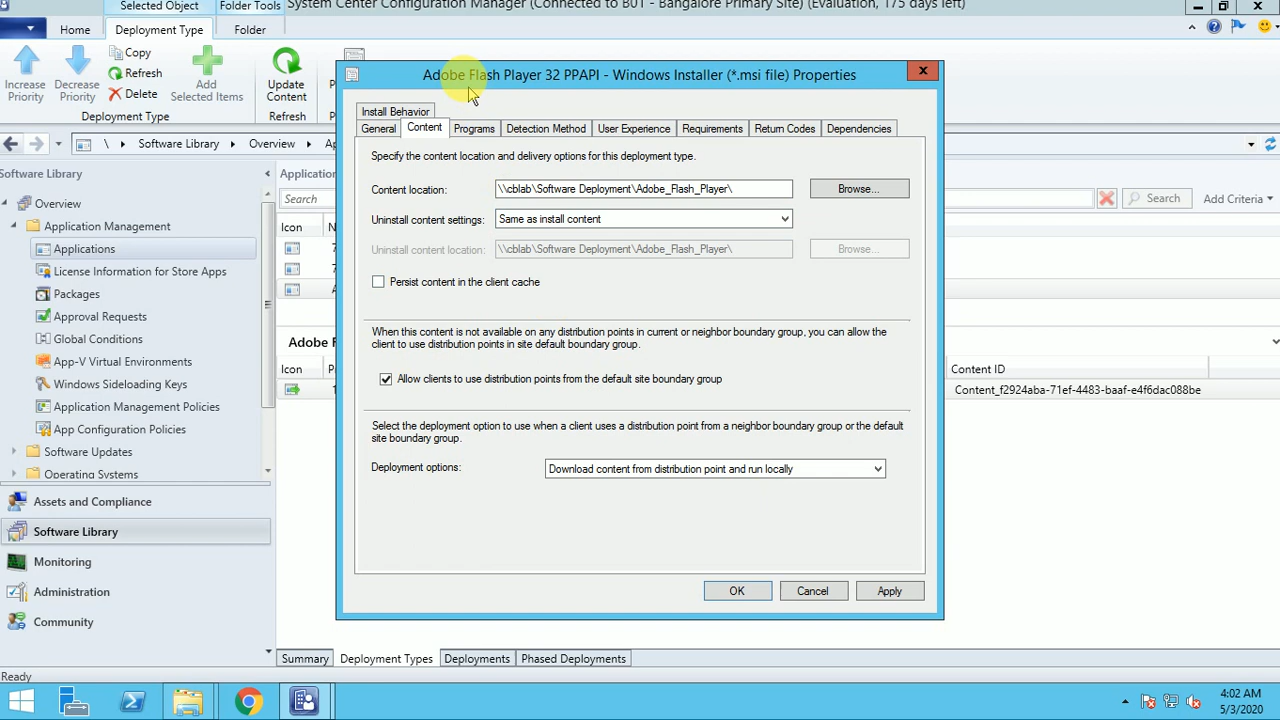 Selected Object
Folder Tools
System Center Configuration Manager (Connected to BUT - Bangalore Primary Site) (Evaluation, 175 days left)
Home
Deployment Type
Folder
Increase Priority
Decrease Priority
Copy
Refresh
Delete
Add Selected Items
Update Content
Deployment Type
Refresh
\ Software Library Overview
Software Library
Overview
Application Management
Applications
License Information for Store Apps
Packages
Approval Requests
Global Conditions
App-V Virtual Environments
Windows Sideloading Keys
Application Management Policies
App Configuration Policies
Software Updates
Operating Systems
Assets and Compliance
Software Library
Monitoring
Administration
Community
Search
Icon
Search
Add Criteria
Icon
Content ID
Content_f2924aba-71ef-4483-baaf-e4f6dac088be
Adobe Flash Player 32 PPAPI - Windows Installer (*.msi file) Properties
Install Behavior
General
Content
Programs
Detection Method
User Experience
Requirements
Return Codes
Dependencies
Specify the content location and delivery options for this deployment type.
Content location: \\cblab\Software Deployment\Adobe_Flash_Player\ Browse...
Uninstall content settings: Same as install content
Uninstall content location: \\cblab\Software Deployment\Adobe_Flash_Player\ Browse...
Persist content in the client cache
When this content is not available on any distribution points in current or neighbor boundary group, you can allow the
client to use distribution points in site default boundary group.
Allow clients to use distribution points from the default site boundary group
Select the deployment option to use when a client uses a distribution point from a neighbor boundary group or the default
site boundary group.
Deployment options: Download content from distribution point and run locally
OK
Cancel
Apply
Summary
Deployment Types
Deployments
Phased Deployments
Ready
4:02 AM
5/3/2020